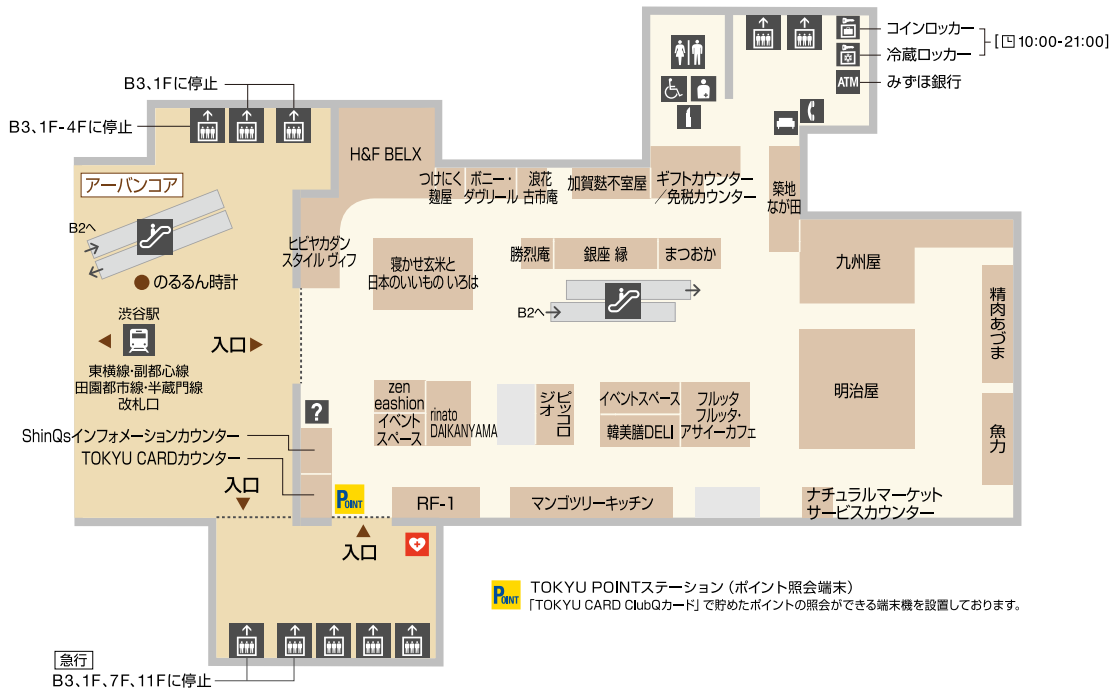 コインロッカー
冷蔵ロッカー
[10:00-21:00]
ATM
みずほ銀行
B3、1Fに停止
B3、1F-4Fに停止
アーバンコア
B2へ
のるるん時計
渋谷駅
東横線・副都心線
田園都市線・半蔵門線
改札口
入口
H&F BELX
つけにく
麹屋
ボニー・
ダヴリール
浪花
古市庵
加賀麩不室屋
ギフトカウンター
/免税カウンター
築地
なが田
ヒビヤカダン
スタイル ヴィフ
寝かせ玄米と
日本のいいもの いろは
勝烈庵
銀座 縁
まつおか
B2へ
九州屋
精肉あづま
明治屋
魚力
?
zen
eashion
イベント
スペース
rinato
DAIKANYAMA
ピッコロ
ジオ
イベントスペース
韓美膳DELI
フルッタ
フルッタ・
アサイーカフェ
ShinQsインフォメーションカウンター
TOKYU CARDカウンター
入口
POINT
RF-1
マンゴツリーキッチン
ナチュラルマーケット
サービスカウンター
入口
POINT
TOKYU POINTステーション(ポイント照会端末)
「TOKYU CARD ClubQカード」で貯めたポイントの照会ができる端末機を設置しております。
急行
B3、1F、7F、11Fに停止